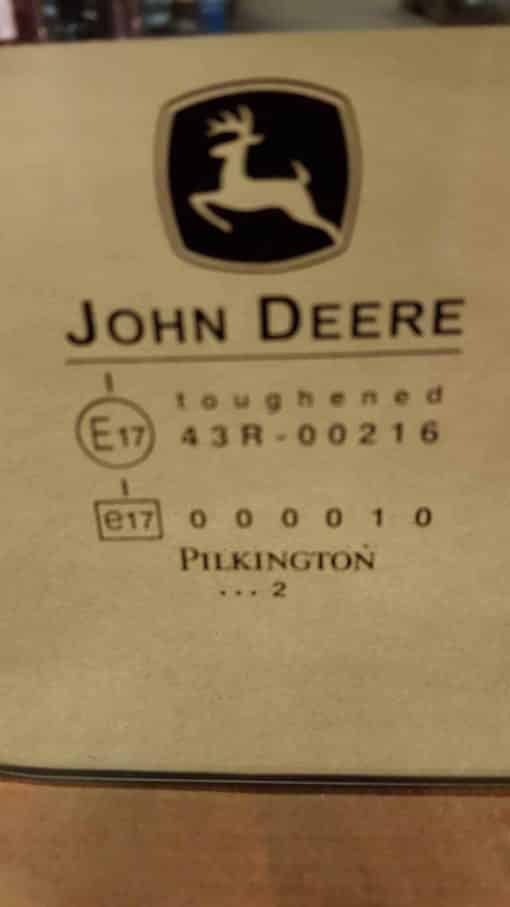 JOHN DEERE
I
E17 toughened
43R-00216
I
e17 000010
PILKINGTON
... 2